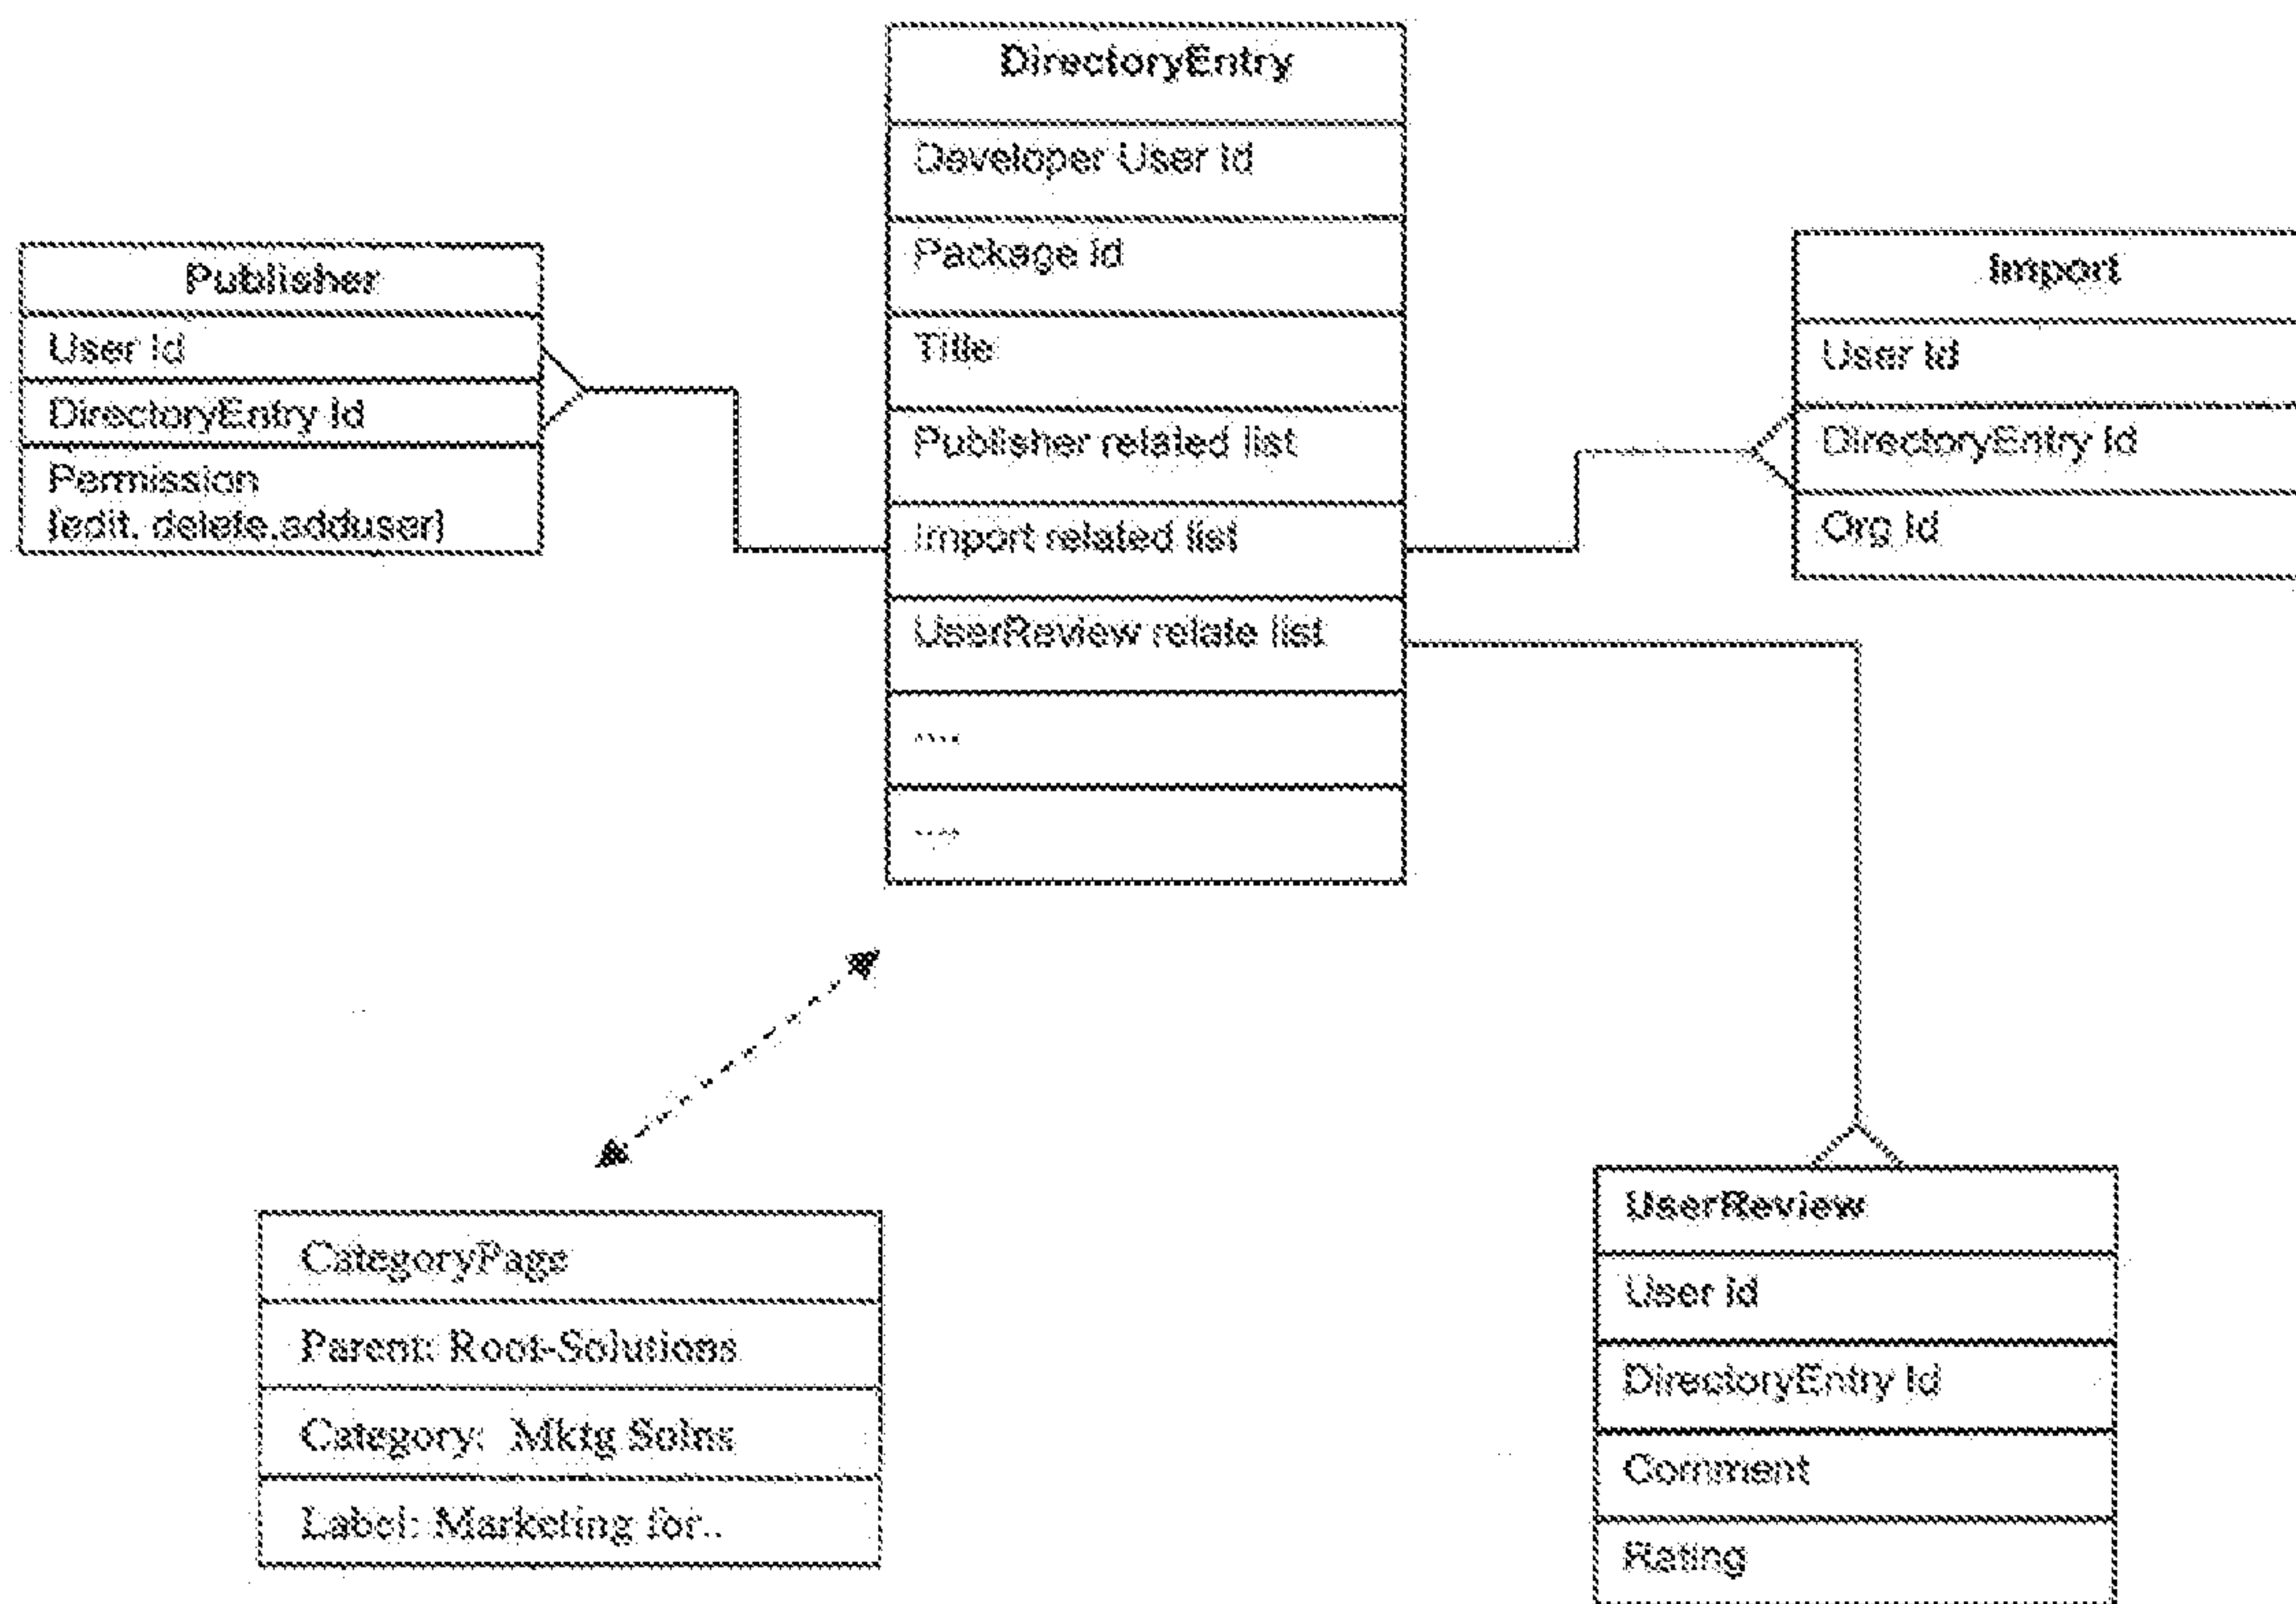 DirectoryEntry
Developer User Id
Package Id
Title
Publisher related list
Import related list
UserReview relate list
....
....
Publisher
User Id
DirectoryEntry Id
Permission
{edit, delete,adduser}
Import
User Id
DirectoryEntry Id
Org Id
CategoryPage
Parent: Root-Solutions
Category: Mktg Solns
Label: Marketing for..
UserReview
User Id
DirectoryEntry Id
Comment
Rating